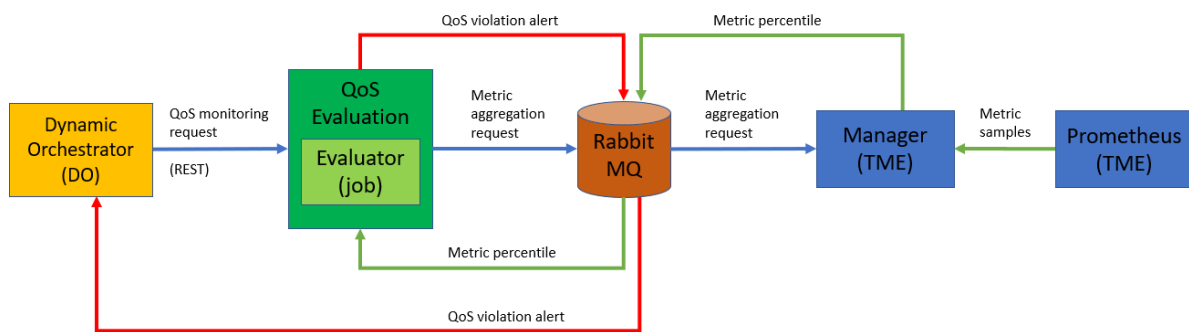 QoS violation alert
Metric percentile
Dynamic
Orchestrator
(DO)
QoS monitoring
request
(REST)
QoS
Evaluation
Evaluator
(job)
Metric
aggregation
request
Rabbit
MQ
Metric
aggregation
request
Manager
(TME)
Metric
samples
Prometheus
(TME)
Metric percentile
QoS violation alert